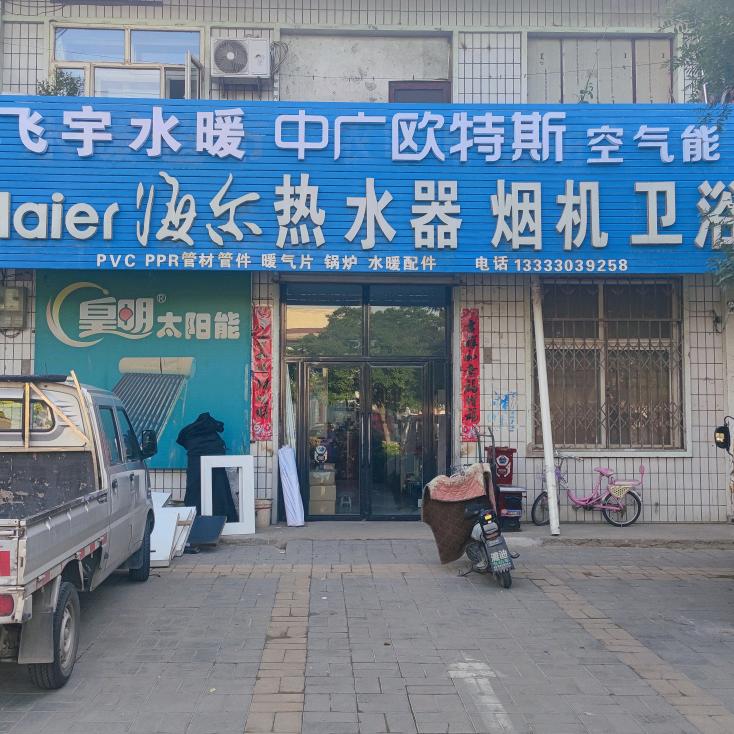 飞宇水暖 中广欧特斯 空气能
Haier 海尔 热水器 烟机 卫浴
PVC PPR管材管件 暖气片 锅炉 水暖配件 电话 13333039258
皇明® 太阳能